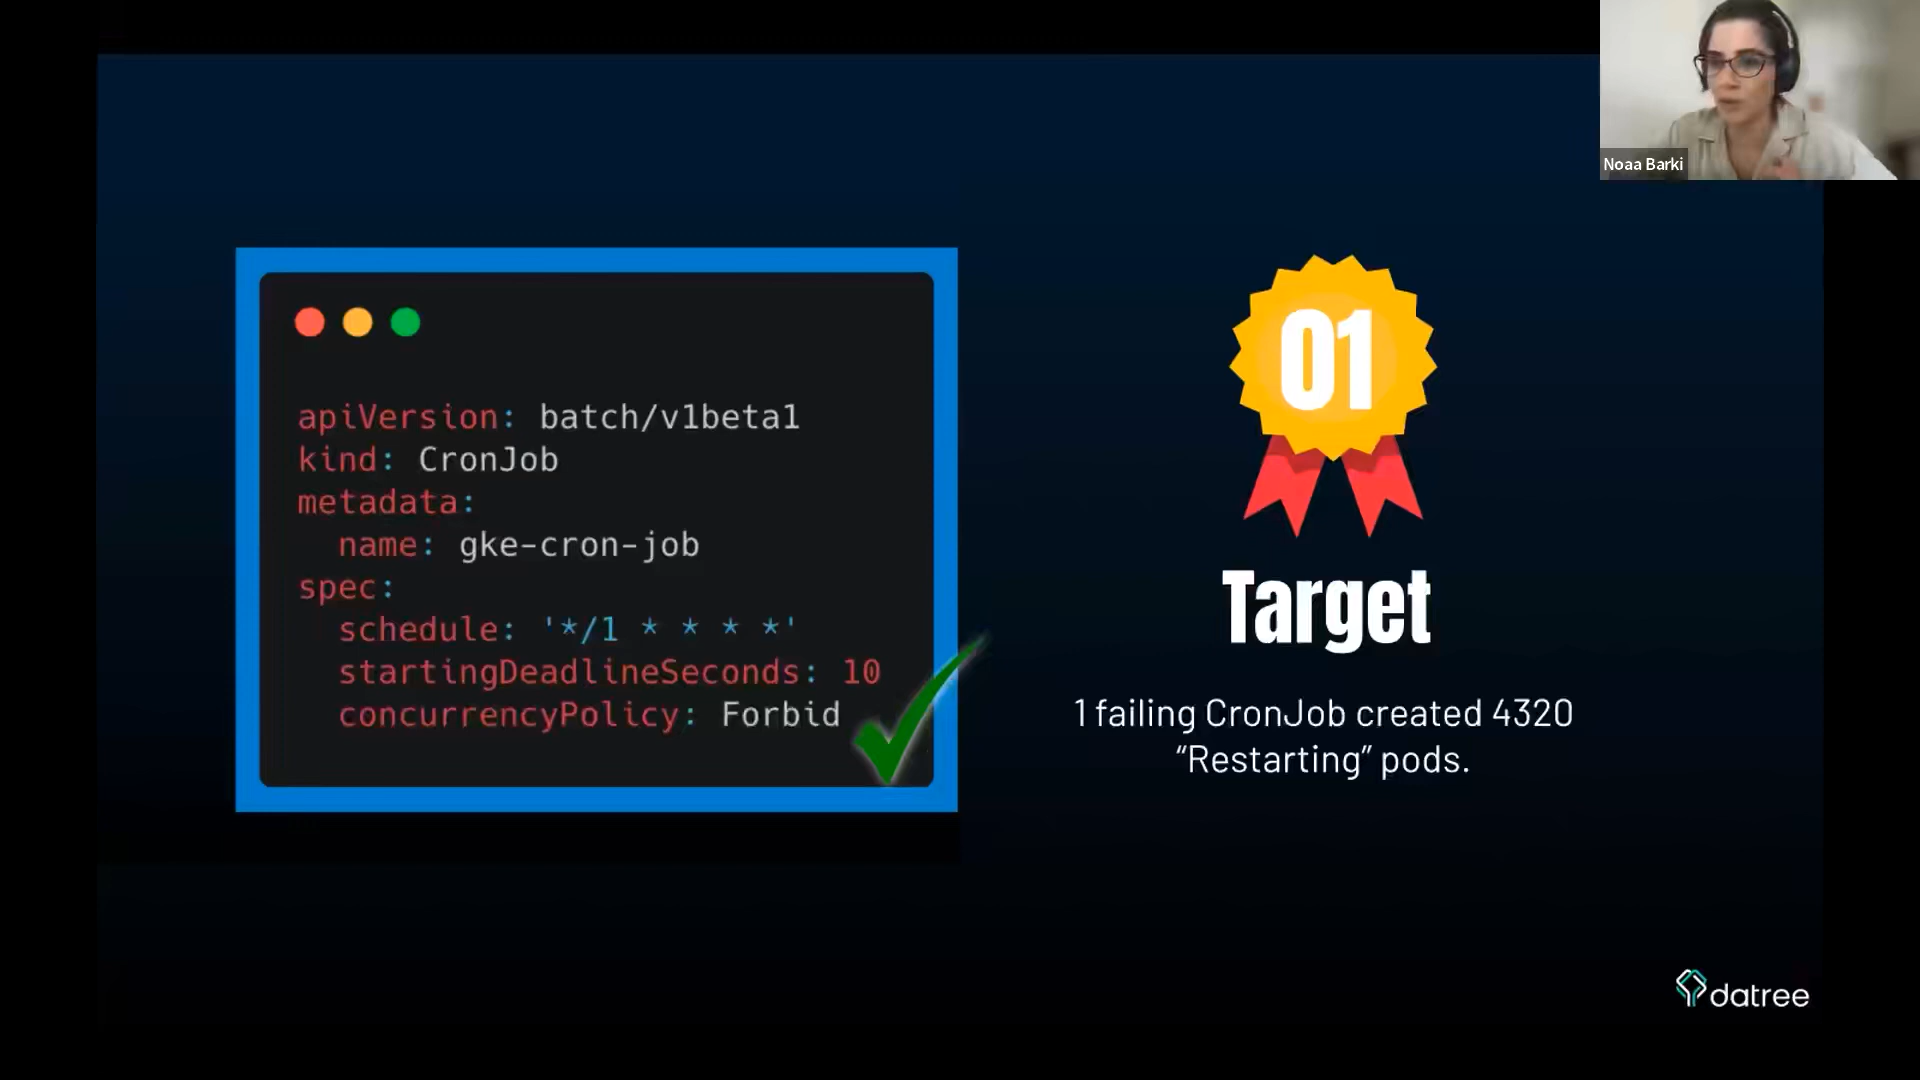 Noaa Barki
apiVersion: batch/v1beta1
kind: CronJob
metadata:
  name: gke-cron-job
spec:
  schedule: '*/1 * * * *'
  startingDeadlineSeconds: 10
  concurrencyPolicy: Forbid
01
Target
1 failing CronJob created 4320
“Restarting” pods.
datree